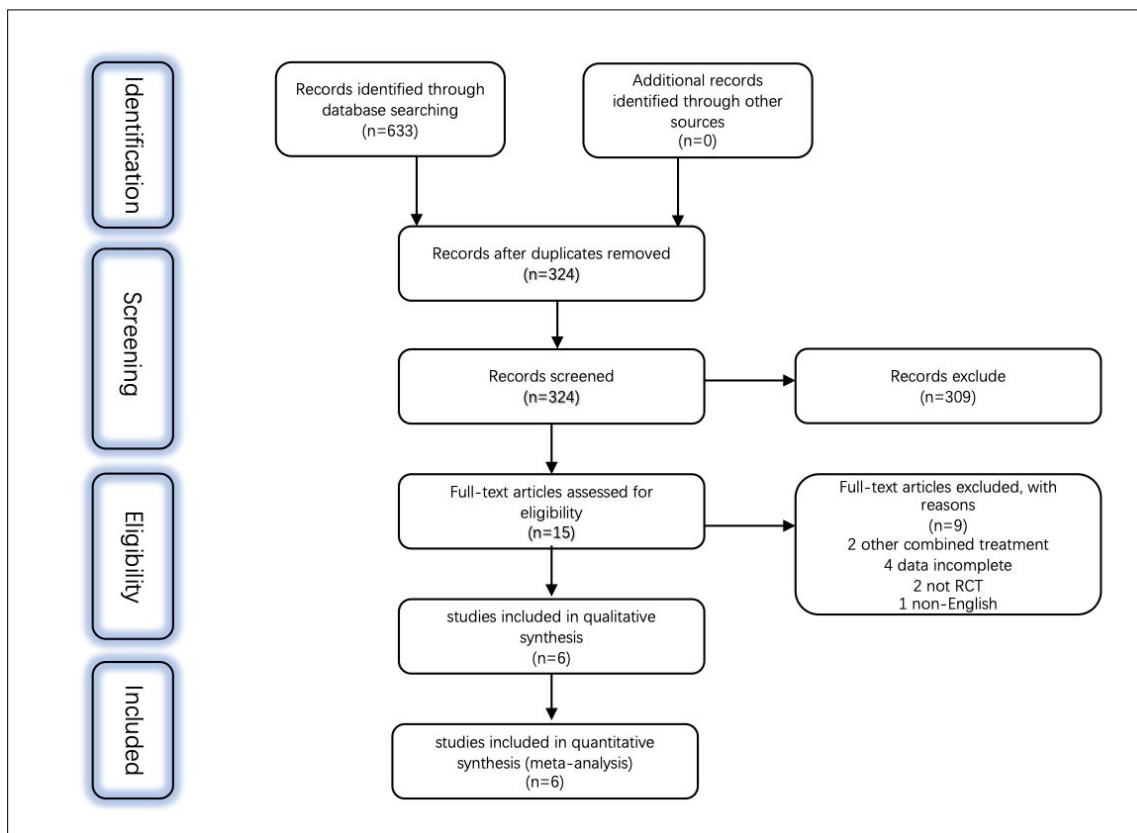 Identification
Records identified through
database searching
(n=633)
Additional records
identified through other
sources
(n=0)
Records after duplicates removed
(n=324)
Screening
Records screened
(n=324)
Records exclude
(n=309)
Eligibility
Full-text articles assessed for
eligibility
(n=15)
Full-text articles excluded, with
reasons
(n=9)
2 other combined treatment
4 data incomplete
2 not RCT
1 non-English
studies included in qualitative
synthesis
(n=6)
Included
studies included in quantitative
synthesis (meta-analysis)
(n=6)